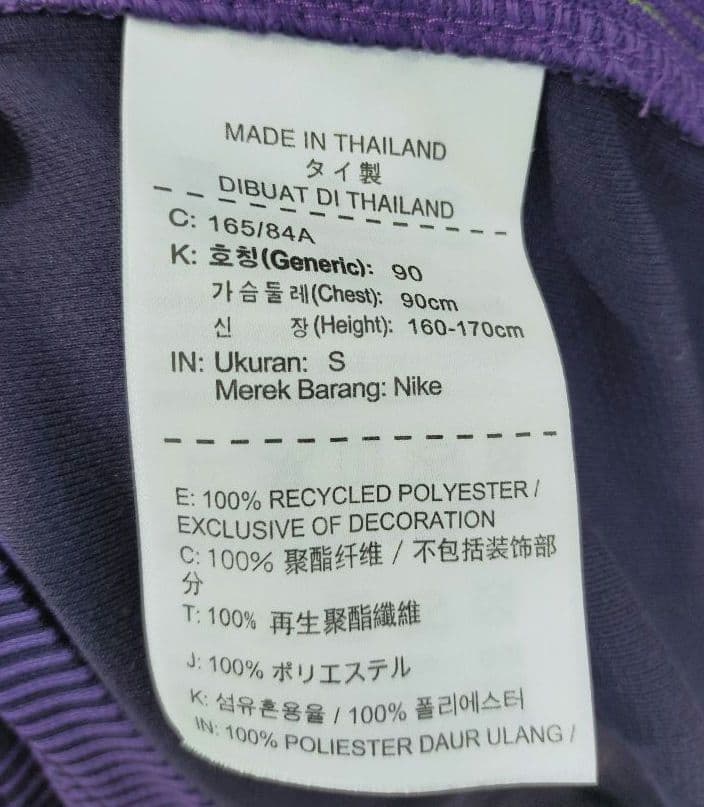 MADE IN THAILAND
タイ製
DIBUAT DI THAILAND
C: 165/84A
K: 호칭(Generic): 90
가슴둘레(Chest): 90cm
신 장(Height): 160-170cm
IN: Ukuran: S
Merek Barang: Nike
E: 100% RECYCLED POLYESTER /
EXCLUSIVE OF DECORATION
C: 100% 聚酯纤维 / 不包括装饰部
分
T: 100% 再生聚酯纖維
J: 100% ポリエステル
K: 섬유혼용율 / 100% 폴리에스터
IN: 100% POLIESTER DAUR ULANG /